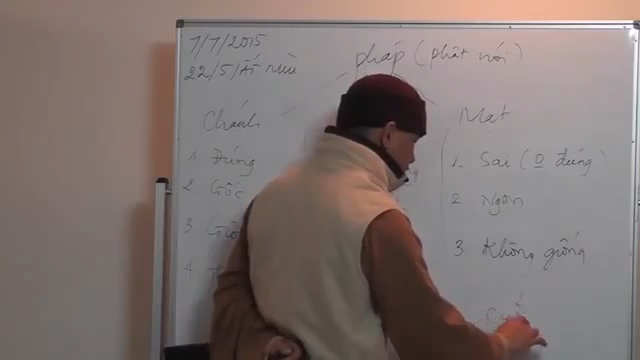 7/7/2015
22/5/Ất Mùi
pháp (phật nói)
Chánh
Mạt
1 Đúng
2. Gốc
3
4
1. Sai (0 đúng)
2 Ngọn
3 Không giống